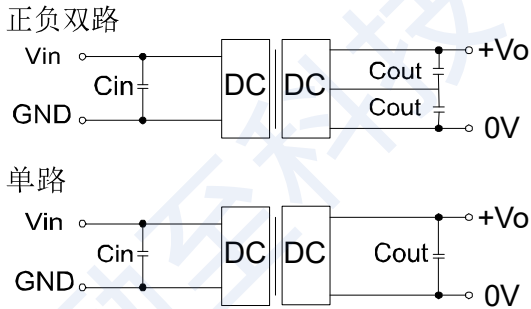 正负双路
Vin
Cin
GND
DC DC
Cout
Cout
+Vo
0V
单路
Vin
Cin
GND
DC DC
Cout
+Vo
0V